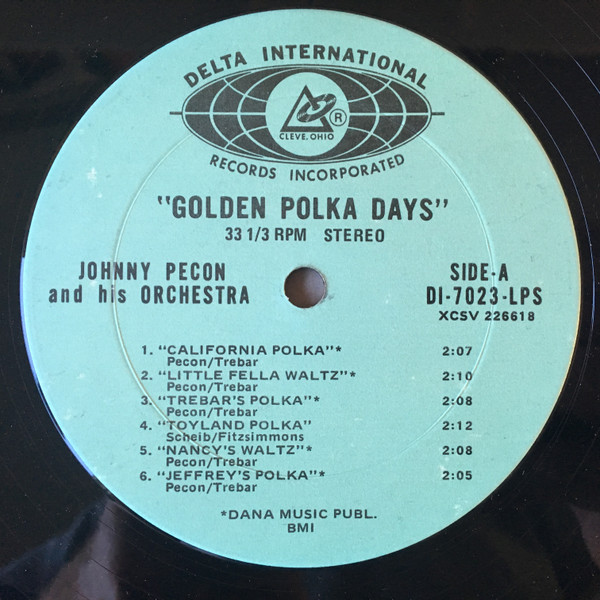 DELTA INTERNATIONAL
®
CLEVE. OHIO
RECORDS INCORPORATED
"GOLDEN POLKA DAYS"
33 1/3 RPM STEREO
JOHNNY PECON
and his ORCHESTRA
SIDE-A
DI-7023-LPS
XCSV 226618
1. "CALIFORNIA POLKA"* 2:07
Pecon/Trebar
2. "LITTLE FELLA WALTZ"* 2:10
Pecon/Trebar
3. "TREBAR'S POLKA"* 2:08
Pecon/Trebar
4. "TOYLAND POLKA" 2:12
Scheib/Fitzsimmons
5. "NANCY'S WALTZ"* 2:08
Pecon/Trebar
6. "JEFFREY'S POLKA"* 2:05
Pecon/Trebar
*DANA MUSIC PUBL.
BMI